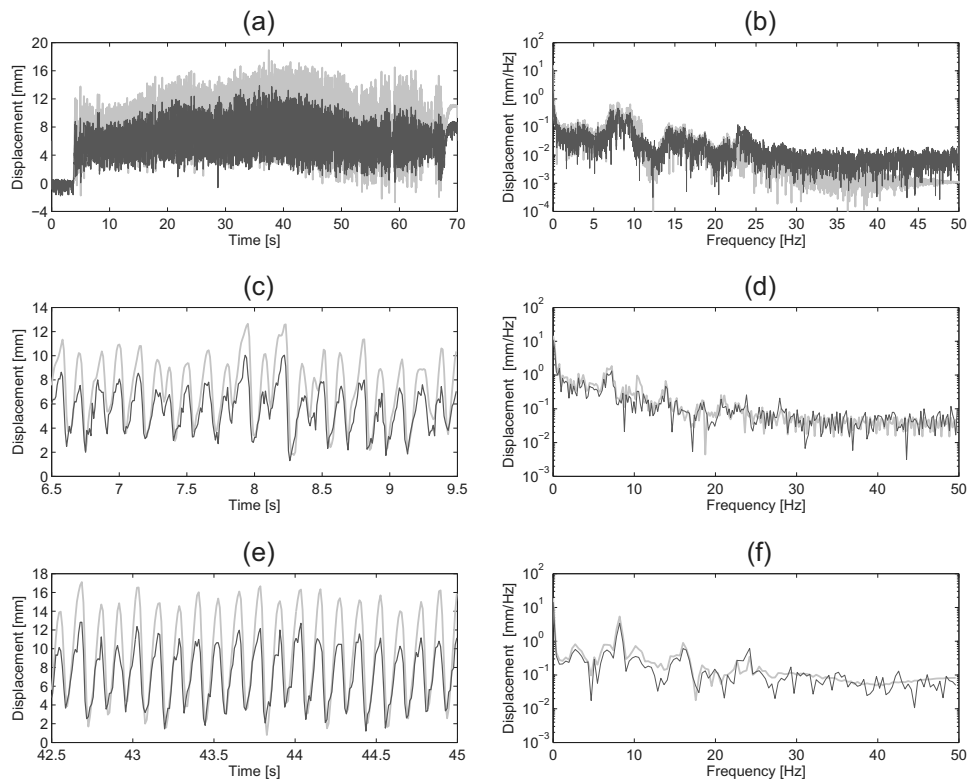 (a)
20
16
12
8
4
0
−4
Displacement [mm]
0 10 20 30 40 50 60 70
Time [s]
(b)
10^2
10^1
10^0
10^−1
10^−2
10^−3
10^−4
Displacement [mm/Hz]
0 5 10 15 20 25 30 35 40 45 50
Frequency [Hz]
(c)
14
12
10
8
6
4
2
0
Displacement [mm]
6.5 7 7.5 8 8.5 9 9.5
Time [s]
(d)
10^2
10^1
10^0
10^−1
10^−2
10^−3
Displacement [mm/Hz]
0 10 20 30 40 50
Frequency [Hz]
(e)
18
16
14
12
10
8
6
4
2
0
Displacement [mm]
42.5 43 43.5 44 44.5 45
Time [s]
(f)
10^2
10^1
10^0
10^−1
10^−2
10^−3
Displacement [mm/Hz]
0 10 20 30 40 50
Frequency [Hz]